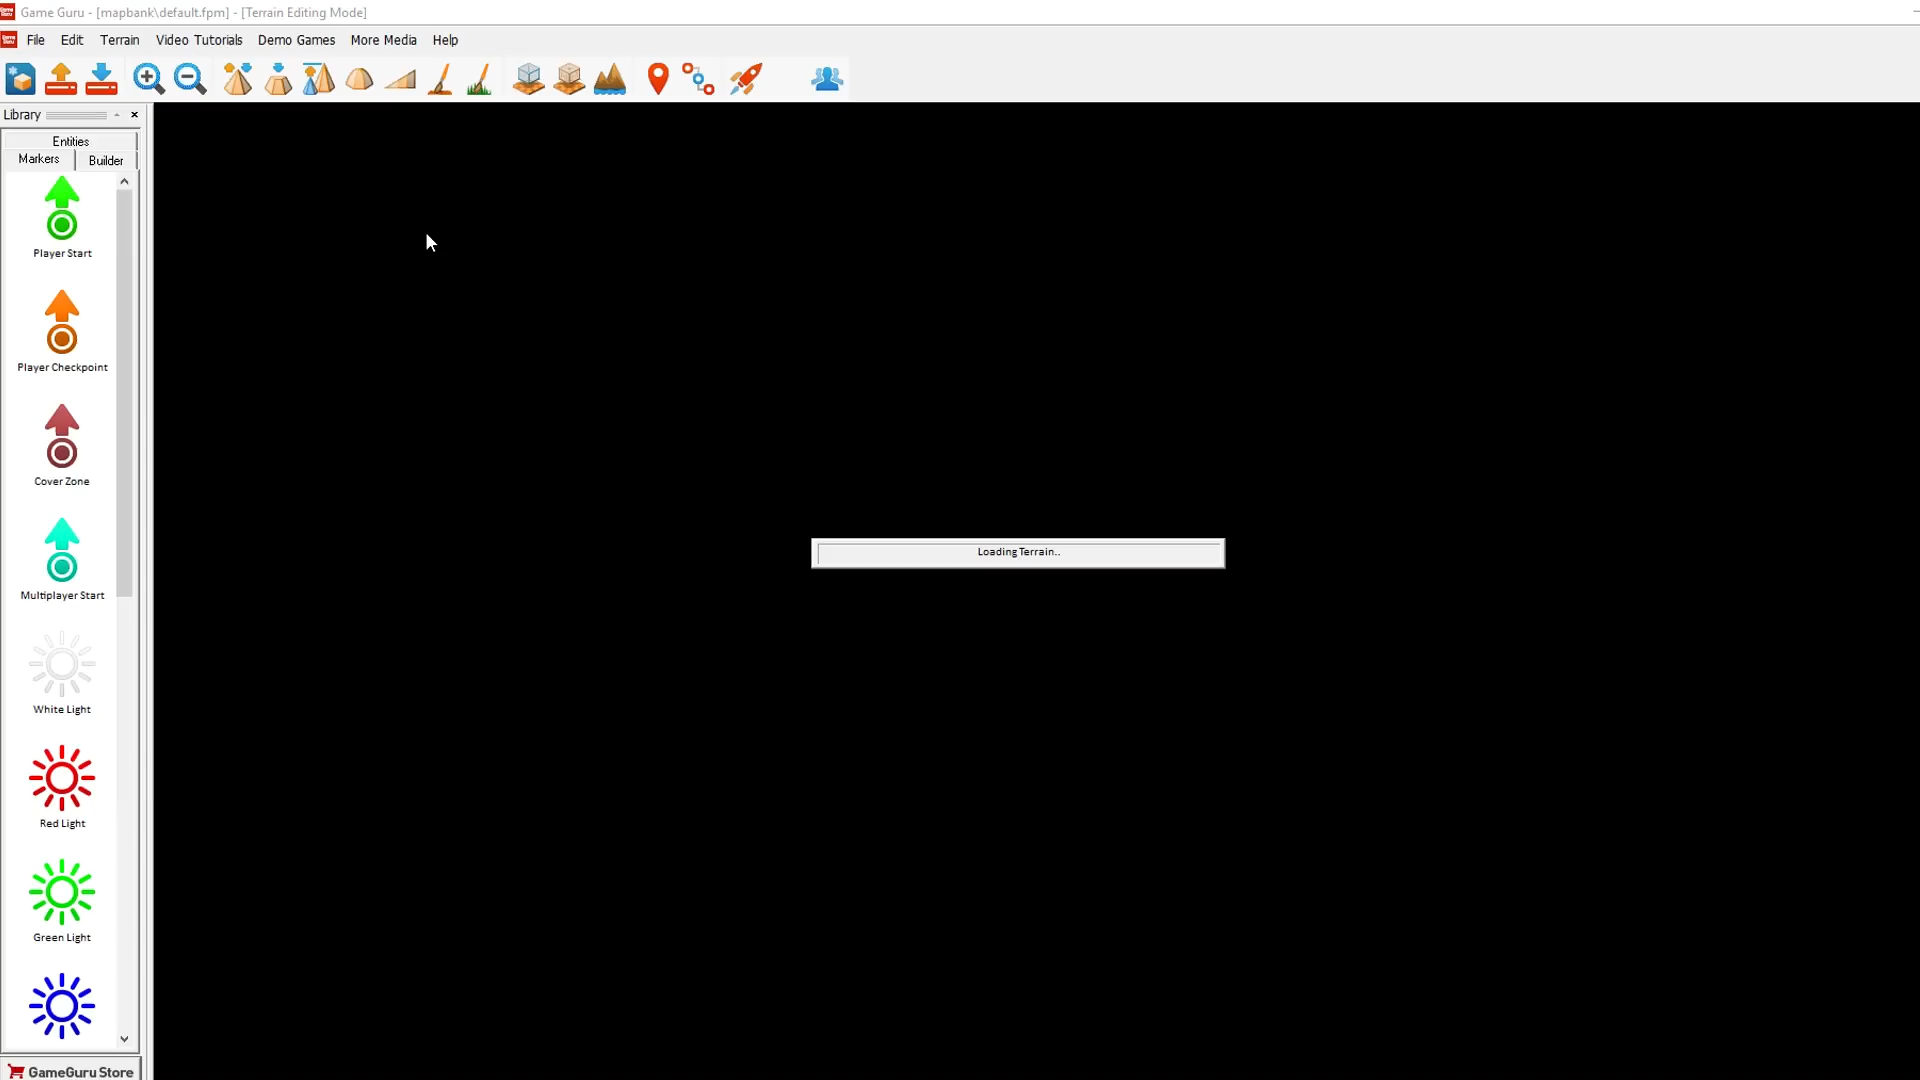 Game Guru - [mapbank\default.fpm] - [Terrain Editing Mode]
File Edit Terrain Video Tutorials Demo Games More Media Help
Library
Entities
Markers Builder
Player Start
Player Checkpoint
Cover Zone
Multiplayer Start
White Light
Red Light
Green Light
Loading Terrain..
GameGuru Store